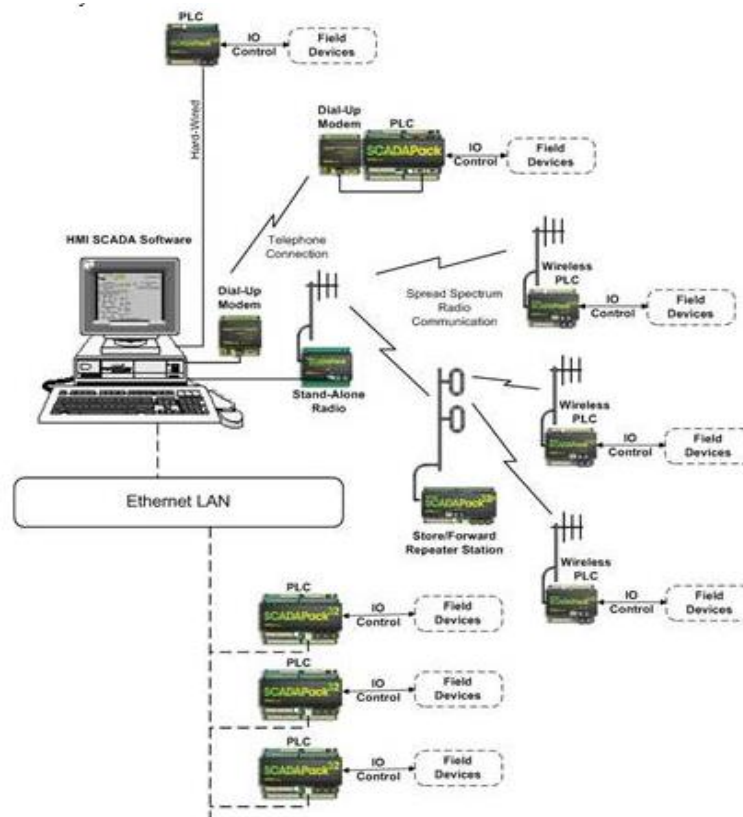 PLC
IO
Control
Field
Devices
Hard-Wired
Dial-Up
Modem
PLC
SCADAPack
IO
Control
Field
Devices
HMI SCADA Software
Telephone
Connection
Dial-Up
Modem
Stand-Alone
Radio
Spread Spectrum
Radio
Communication
Wireless
PLC
IO
Control
Field
Devices
Wireless
PLC
IO
Control
Field
Devices
SCADAPack
Store/Forward
Repeater Station
Wireless
PLC
IO
Control
Field
Devices
Ethernet LAN
PLC
SCADAPack32
IO
Control
Field
Devices
PLC
SCADAPack32
IO
Control
Field
Devices
PLC
SCADAPack32
IO
Control
Field
Devices